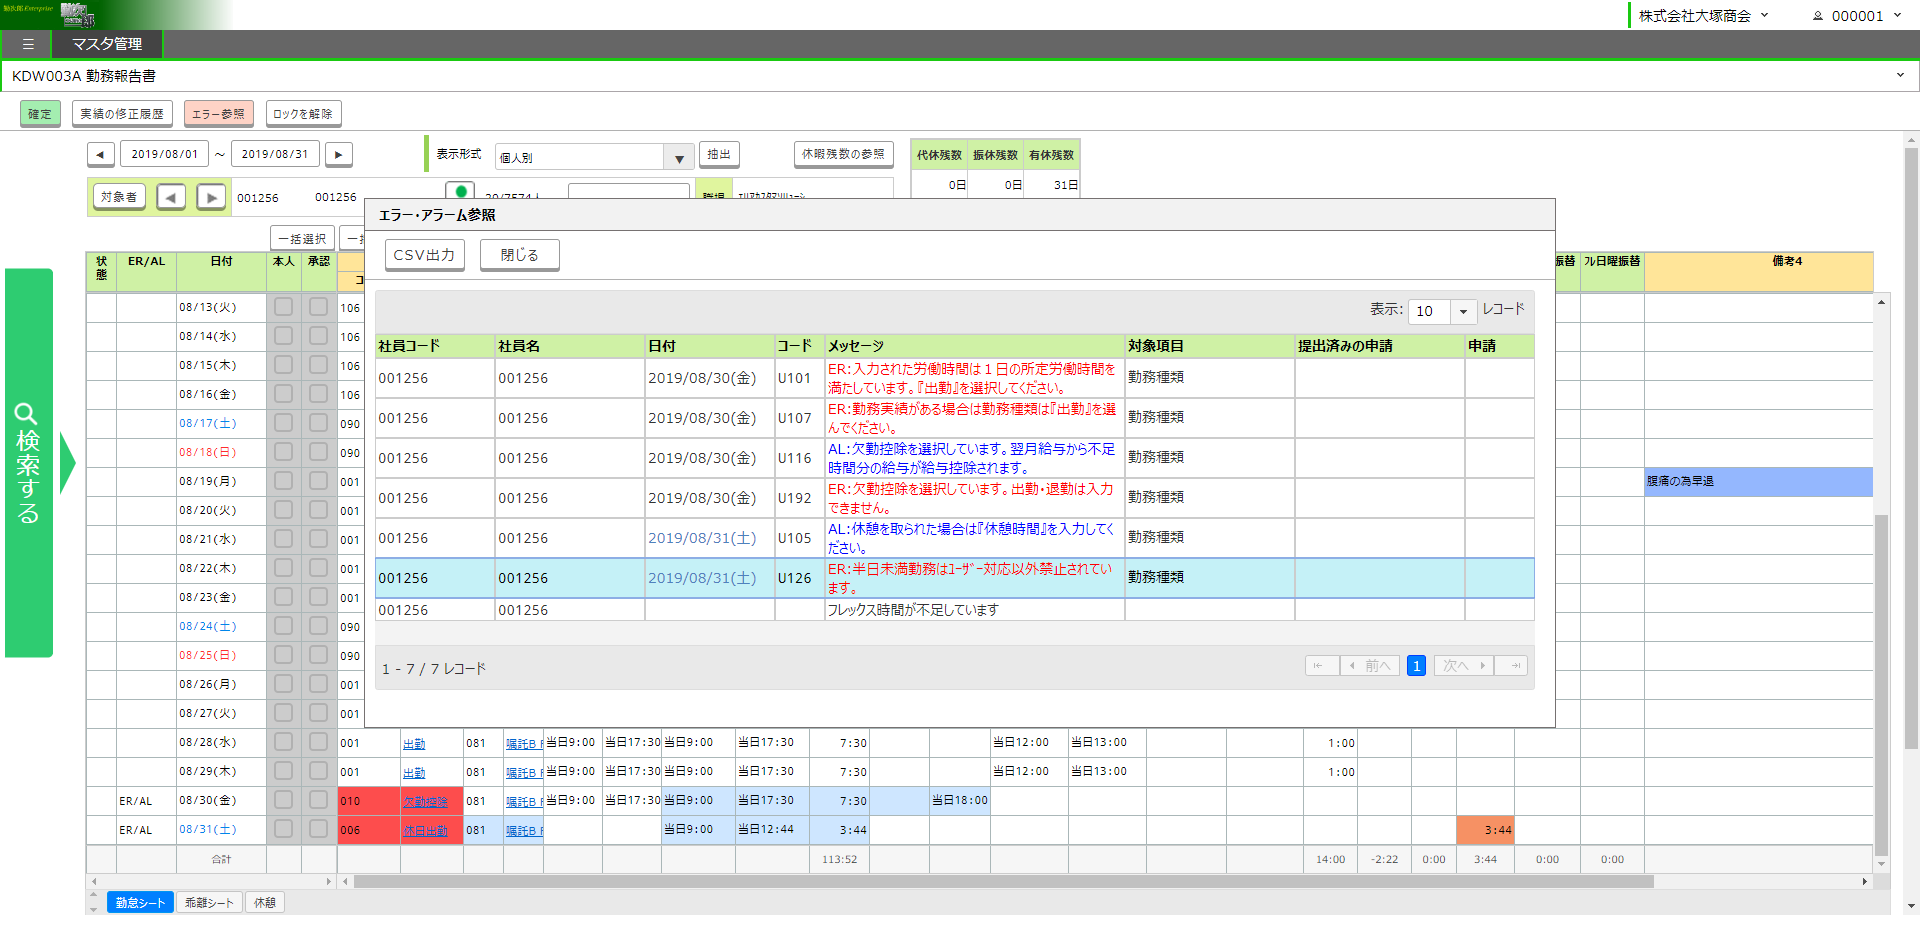 勤次郎Enterprise
株式会社大塚商会
000001
マスタ管理
KDW003A 勤務報告書
確定 実績の修正履歴 エラー参照 ロックを解除
2019/08/01 ～ 2019/08/31 表示形式 個人別 抽出 休暇残数の参照
代休残数 振休残数 有休残数
0日 0日 31日
対象者 001256 001256
一括選択
状態 ER/AL 日付 本人 承認
ﾌﾚ日曜振替 備考4
検索する
08/13(火) 106
08/14(水) 106
08/15(木) 106
08/16(金) 106
08/17(土) 090
08/18(日) 090
08/19(月) 001 腹痛の為早退
08/20(火) 001
08/21(水) 001
08/22(木) 001
08/23(金) 001
08/24(土) 090
08/25(日) 090
08/26(月) 001
08/27(火) 001
08/28(水) 001 出勤 081 嘱託B 当日9:00 当日17:30 当日9:00 当日17:30 7:30 当日12:00 当日13:00 1:00
08/29(木) 001 出勤 081 嘱託B 当日9:00 当日17:30 当日9:00 当日17:30 7:30 当日12:00 当日13:00 1:00
ER/AL 08/30(金) 010 欠勤控除 081 嘱託B 当日9:00 当日17:30 当日9:00 当日17:30 7:30 当日18:00
ER/AL 08/31(土) 006 休日出勤 081 嘱託B 当日9:00 当日12:44 3:44 3:44
合計 113:52 14:00 -2:22 0:00 3:44 0:00 0:00
勤怠シート 乖離シート 休憩
エラー・アラーム参照
CSV出力 閉じる
表示: 10 レコード
社員コード 社員名 日付 コード メッセージ 対象項目 提出済みの申請 申請
001256 001256 2019/08/30(金) U101 ER:入力された労働時間は１日の所定労働時間を
満たしています。『出勤』を選択してください。 勤務種類
001256 001256 2019/08/30(金) U107 ER:勤務実績がある場合は勤務種類は『出勤』を選
んでください。 勤務種類
001256 001256 2019/08/30(金) U116 AL:欠勤控除を選択しています。翌月給与から不足
時間分の給与が給与控除されます。 勤務種類
001256 001256 2019/08/30(金) U192 ER:欠勤控除を選択しています。出勤・退勤は入力
できません。 勤務種類
001256 001256 2019/08/31(土) U105 AL:休憩を取られた場合は『休憩時間』を入力してく
ださい。 勤務種類
001256 001256 2019/08/31(土) U126 ER:半日未満勤務はﾕｰｻﾞｰ対応以外禁止されてい
ます。 勤務種類
001256 001256 フレックス時間が不足しています
1 - 7 / 7 レコード
前へ 1 次へ